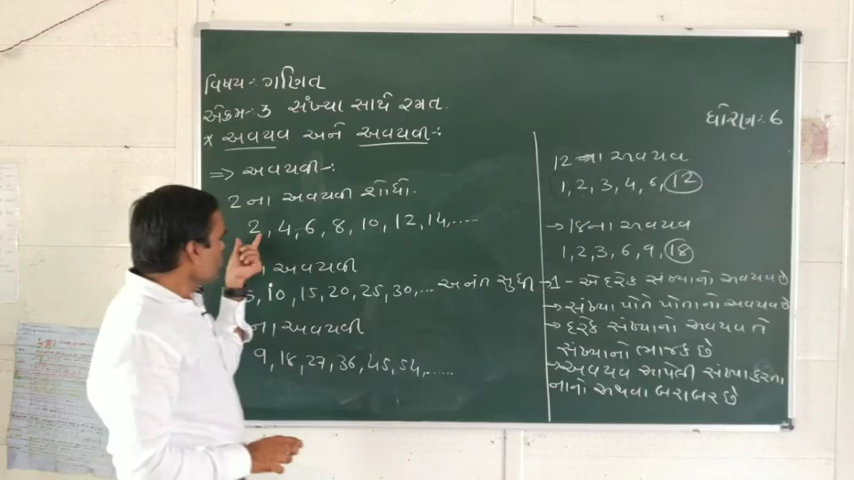 વિષય:- ગણિત
એકમ:- 3 સંખ્યા સાથે રમત.
* અવયવ અને અવયવી:-
=> અવયવી:-
2 ના અવયવી શોધો.
2, 4, 6, 8, 10, 12, 14, .....
અવયવી
10, 15, 20, 25, 30, ... અનંત સુધી
ના અવયવી
9, 18, 27, 36, 45, 54, ......
ધોરણ:- 6
12 ના અવયવ
1, 2, 3, 4, 6, 12
→ 18 ના અવયવ
1, 2, 3, 6, 9, 18
→ 1 - એ દરેક સંખ્યાનો અવયવ છે
→ સંખ્યા પોતે પોતાનો અવયવ છે
→ દરેક સંખ્યાનો અવયવ તે
સંખ્યાનો ભાજક છે
→ અવયવ આપેલી સંખ્યા કરતા
નાનો અથવા બરાબર છે